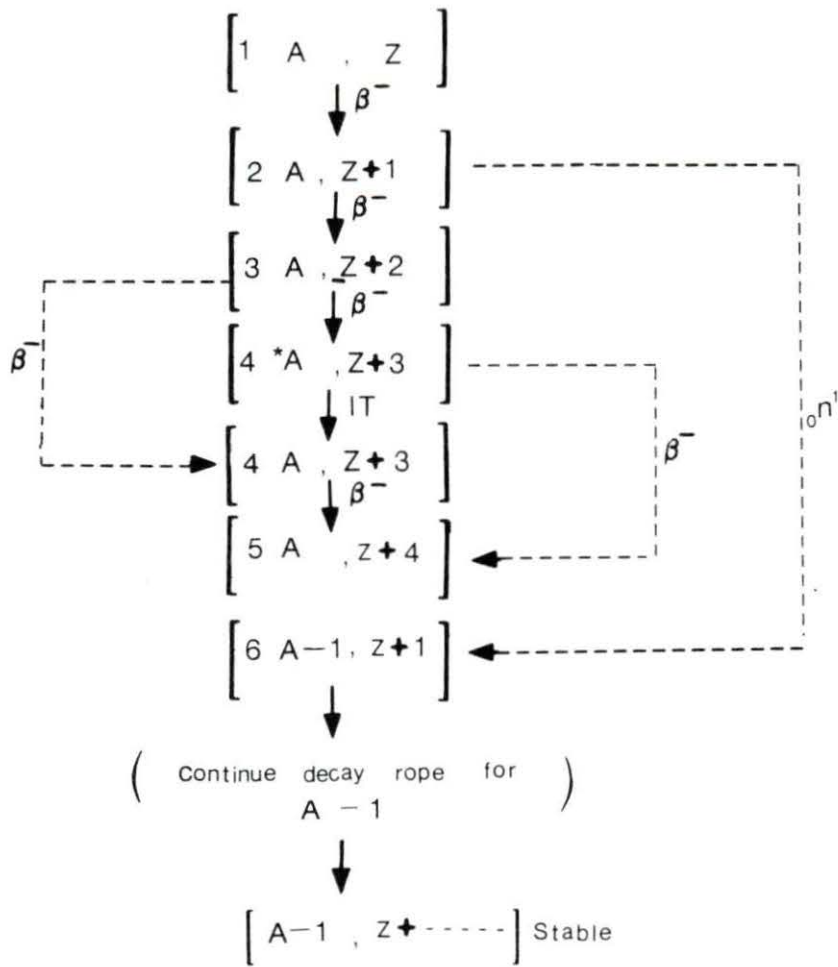 [1 A , Z ]
β⁻
[2 A , Z+1 ]
β⁻
[3 A , Z+2 ]
β⁻
β⁻
[4 *A , Z+3 ]
IT
β⁻
₀n¹
[4 A , Z+3 ]
β⁻
[5 A , Z+4 ]
[6 A-1, Z+1 ]
( Continue decay rope for )
A - 1
[ A-1 , Z+ ------ ] Stable